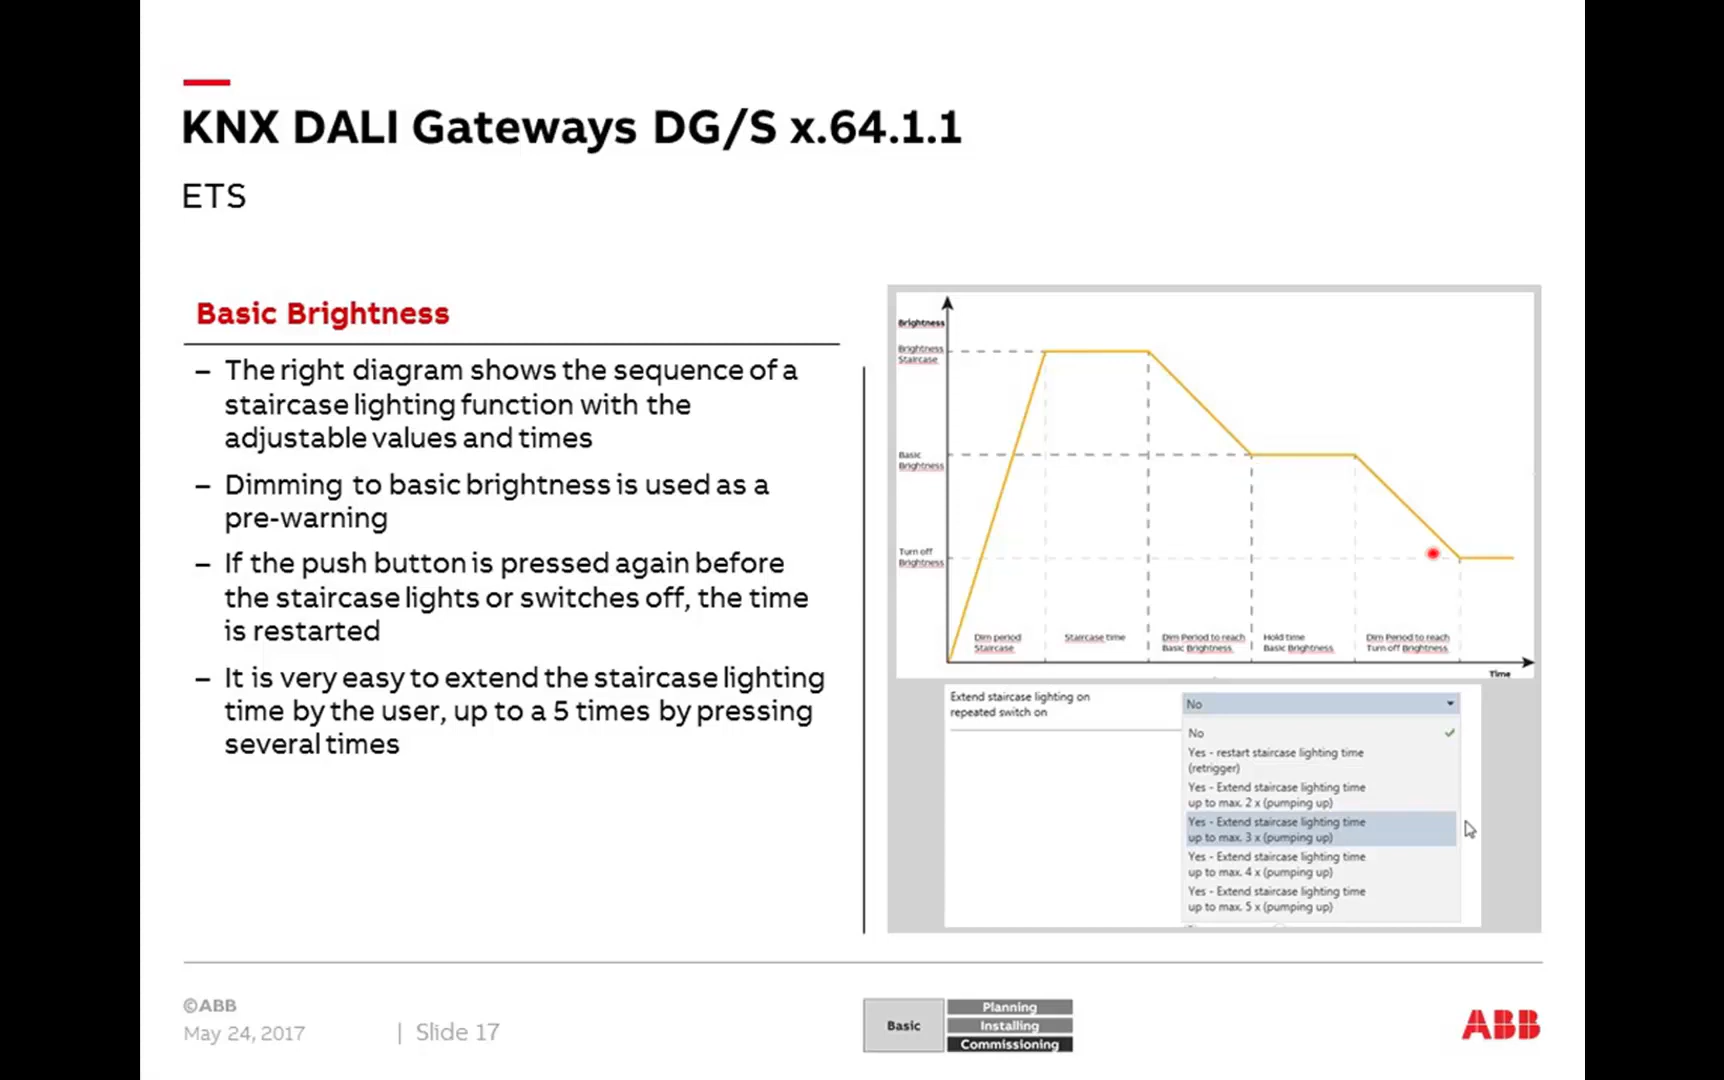 KNX DALI Gateways DG/S x.64.1.1
ETS
Basic Brightness
– The right diagram shows the sequence of a
staircase lighting function with the
adjustable values and times
– Dimming to basic brightness is used as a
pre-warning
– If the push button is pressed again before
the staircase lights or switches off, the time
is restarted
– It is very easy to extend the staircase lighting
time by the user, up to a 5 times by pressing
several times
Brightness
Brightness
Staircase
Basic
Brightness
Turn off
Brightness
Dim period
Staircase
Staircase time
Dim Period to reach
Basic Brightness
Hold time
Basic Brightness
Dim Period to reach
Turn off Brightness
Time
Extend staircase lighting on
repeated switch on
No
No
Yes - restart staircase lighting time
(retrigger)
Yes - Extend staircase lighting time
up to max. 2 x (pumping up)
Yes - Extend staircase lighting time
up to max. 3 x (pumping up)
Yes - Extend staircase lighting time
up to max. 4 x (pumping up)
Yes - Extend staircase lighting time
up to max. 5 x (pumping up)
©ABB
May 24, 2017 | Slide 17
Basic
Planning
Installing
Commissioning
ABB